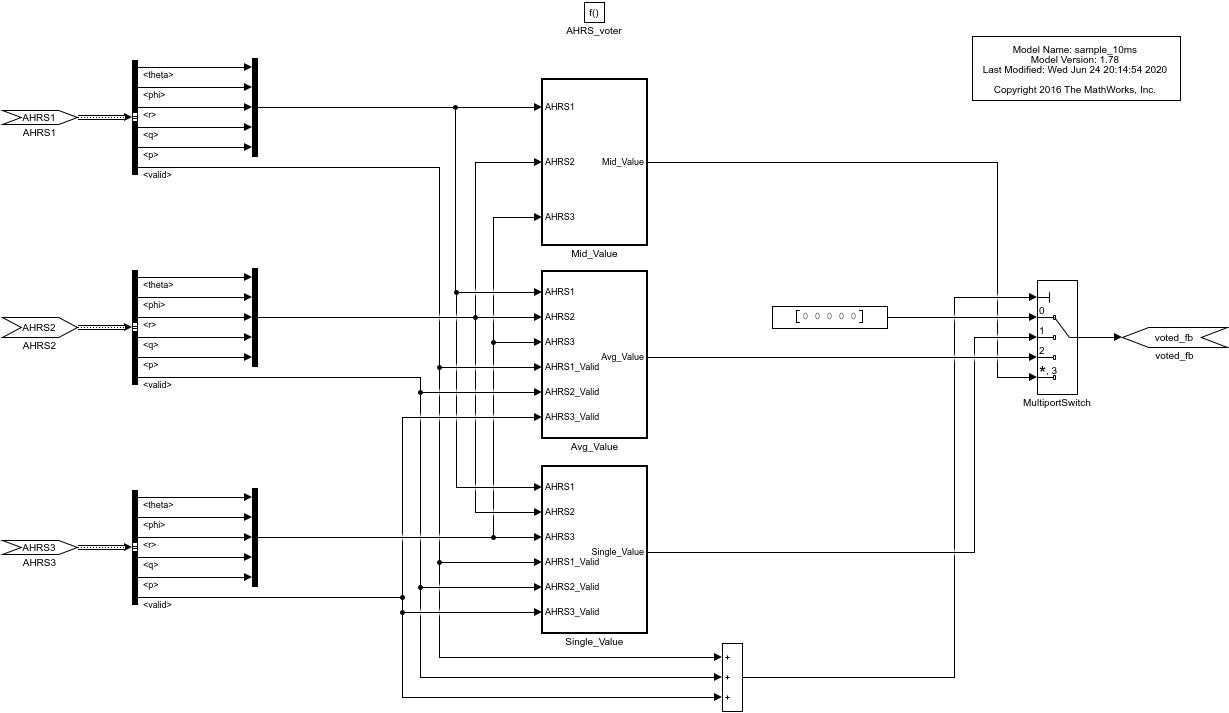 f()
AHRS_voter
Model Name: sample_10ms
Model Version: 1.78
Last Modified: Wed Jun 24 20:14:54 2020
Copyright 2016 The MathWorks, Inc.
AHRS1
AHRS1
<theta>
<phi>
<r>
<q>
<p>
<valid>
AHRS1
AHRS2
Mid_Value
AHRS3
Mid_Value
AHRS2
AHRS2
<theta>
<phi>
<r>
<q>
<p>
<valid>
AHRS1
AHRS2
AHRS3
Avg_Value
AHRS1_Valid
AHRS2_Valid
AHRS3_Valid
Avg_Value
[ 0 0 0 0 0 ]
0
1
2
*, 3
MultiportSwitch
voted_fb
voted_fb
AHRS3
AHRS3
<theta>
<phi>
<r>
<q>
<p>
<valid>
AHRS1
AHRS2
AHRS3
Single_Value
AHRS1_Valid
AHRS2_Valid
AHRS3_Valid
Single_Value
+
+
+